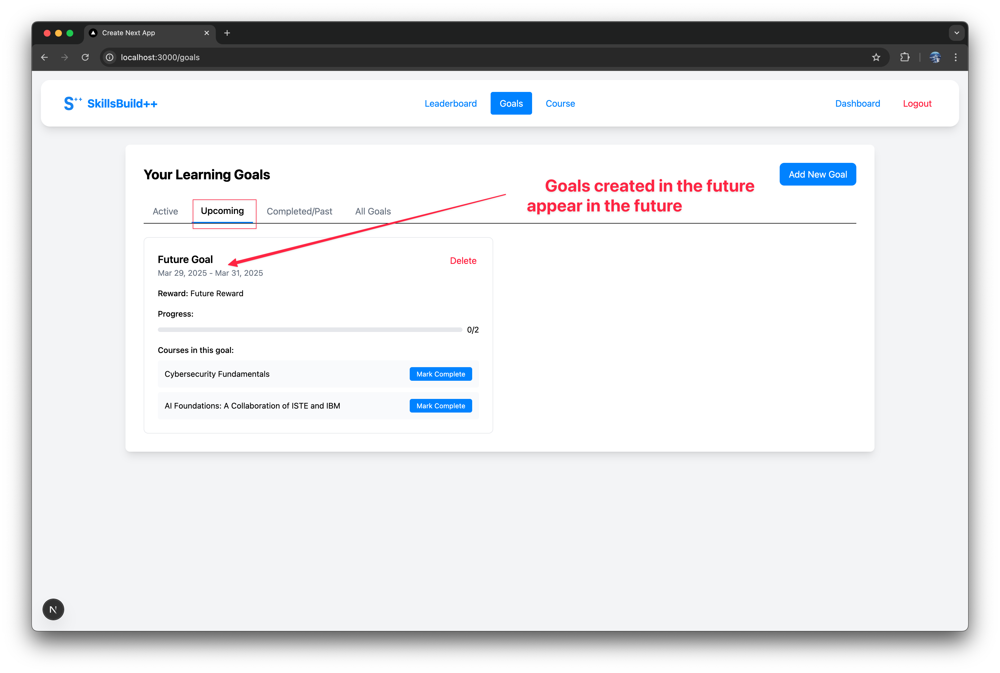 Create Next App
localhost:3000/goals
S++ SkillsBuild++
Leaderboard
Goals
Course
Dashboard
Logout
Your Learning Goals
Add New Goal
Goals created in the future
appear in the future
Active
Upcoming
Completed/Past
All Goals
Future Goal
Delete
Mar 29, 2025 - Mar 31, 2025
Reward: Future Reward
Progress:
0/2
Courses in this goal:
Cybersecurity Fundamentals
Mark Complete
AI Foundations: A Collaboration of ISTE and IBM
Mark Complete
N